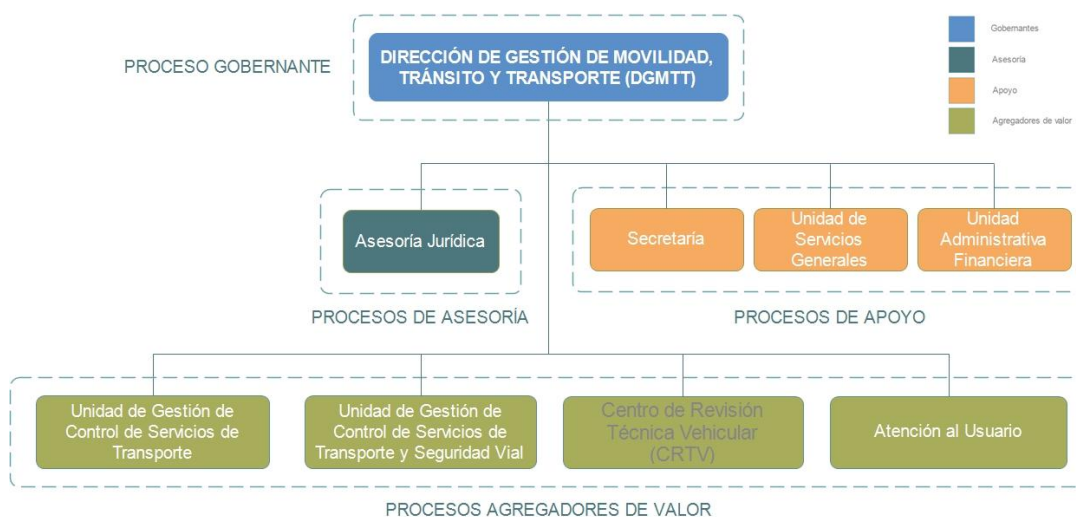 PROCESO GOBERNANTE
DIRECCIÓN DE GESTIÓN DE MOVILIDAD,
TRÁNSITO Y TRANSPORTE (DGMTT)
Gobernantes
Asesoria
Apoyo
Agregadores de valor
Asesoría Jurídica
PROCESOS DE ASESORÍA
Secretaría
Unidad de
Servicios
Generales
Unidad
Administrativa
Financiera
PROCESOS DE APOYO
Unidad de Gestión de
Control de Servicios de
Transporte
Unidad de Gestión de
Control de Servicios de
Transporte y Seguridad Vial
Centro de Revisión
Técnica Vehicular
(CRTV)
Atención al Usuario
PROCESOS AGREGADORES DE VALOR